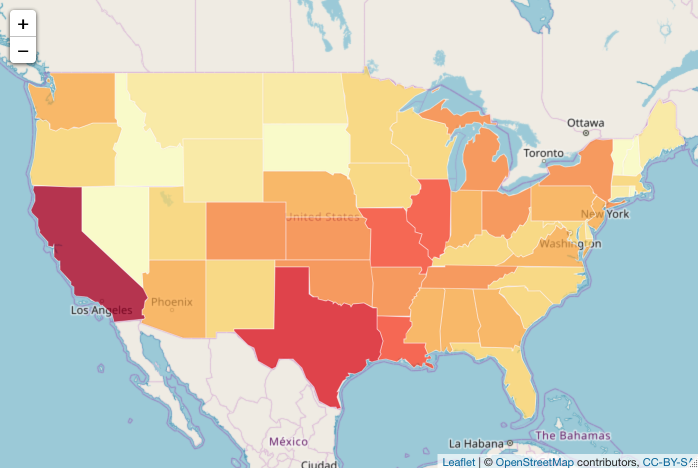 +
−
Ottawa
Toronto
United States
New York
Washington
Phoenix
Los Angeles
La Habana
The Bahamas
México
Ciudad
Leaflet | © OpenStreetMap contributors, CC-BY-SA